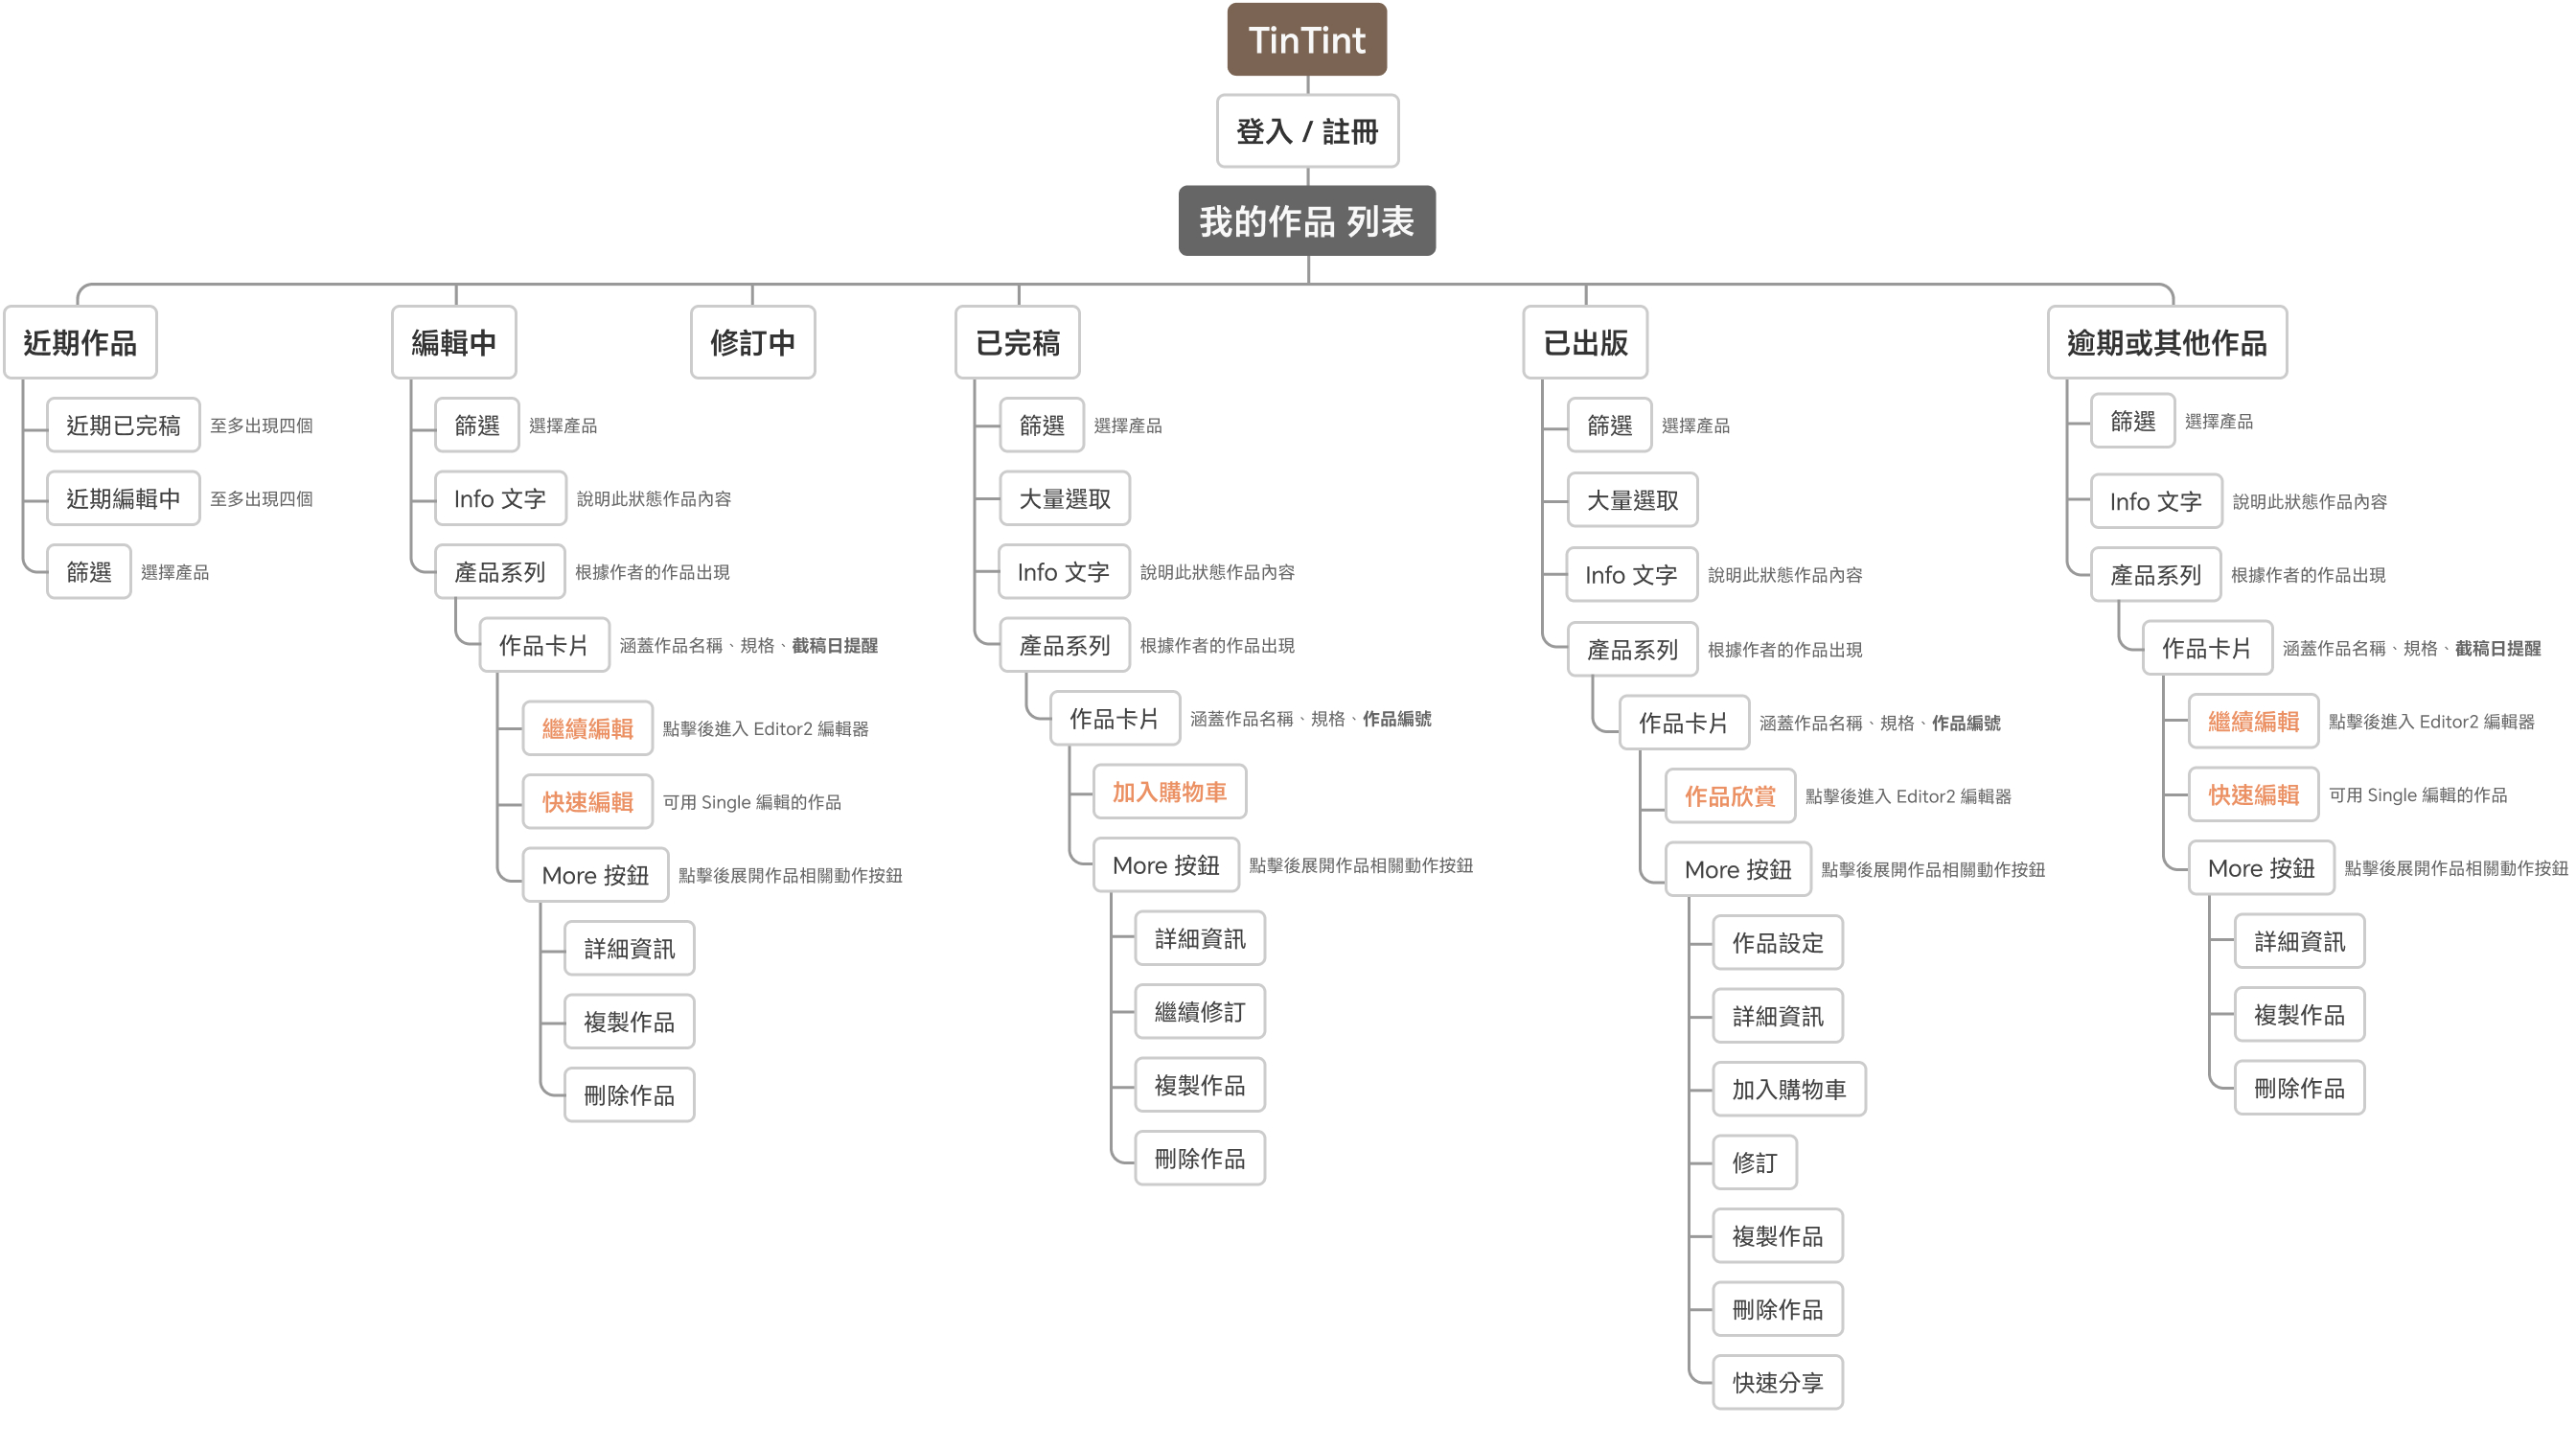 TinTint
登入 / 註冊
我的作品 列表
近期作品
近期已完稿 至多出現四個
近期編輯中 至多出現四個
篩選 選擇產品
編輯中
篩選 選擇產品
Info 文字 說明此狀態作品內容
產品系列 根據作者的作品出現
作品卡片 涵蓋作品名稱、規格、截稿日提醒
繼續編輯 點擊後進入 Editor2 編輯器
快速編輯 可用 Single 編輯的作品
More 按鈕 點擊後展開作品相關動作按鈕
詳細資訊
複製作品
刪除作品
修訂中
已完稿
篩選 選擇產品
大量選取
Info 文字 說明此狀態作品內容
產品系列 根據作者的作品出現
作品卡片 涵蓋作品名稱、規格、作品編號
加入購物車
More 按鈕 點擊後展開作品相關動作按鈕
詳細資訊
繼續修訂
複製作品
刪除作品
已出版
篩選 選擇產品
大量選取
Info 文字 說明此狀態作品內容
產品系列 根據作者的作品出現
作品卡片 涵蓋作品名稱、規格、作品編號
作品欣賞 點擊後進入 Editor2 編輯器
More 按鈕 點擊後展開作品相關動作按鈕
作品設定
詳細資訊
加入購物車
修訂
複製作品
刪除作品
快速分享
逾期或其他作品
篩選 選擇產品
Info 文字 說明此狀態作品內容
產品系列 根據作者的作品出現
作品卡片 涵蓋作品名稱、規格、截稿日提醒
繼續編輯 點擊後進入 Editor2 編輯器
快速編輯 可用 Single 編輯的作品
More 按鈕 點擊後展開作品相關動作按鈕
詳細資訊
複製作品
刪除作品